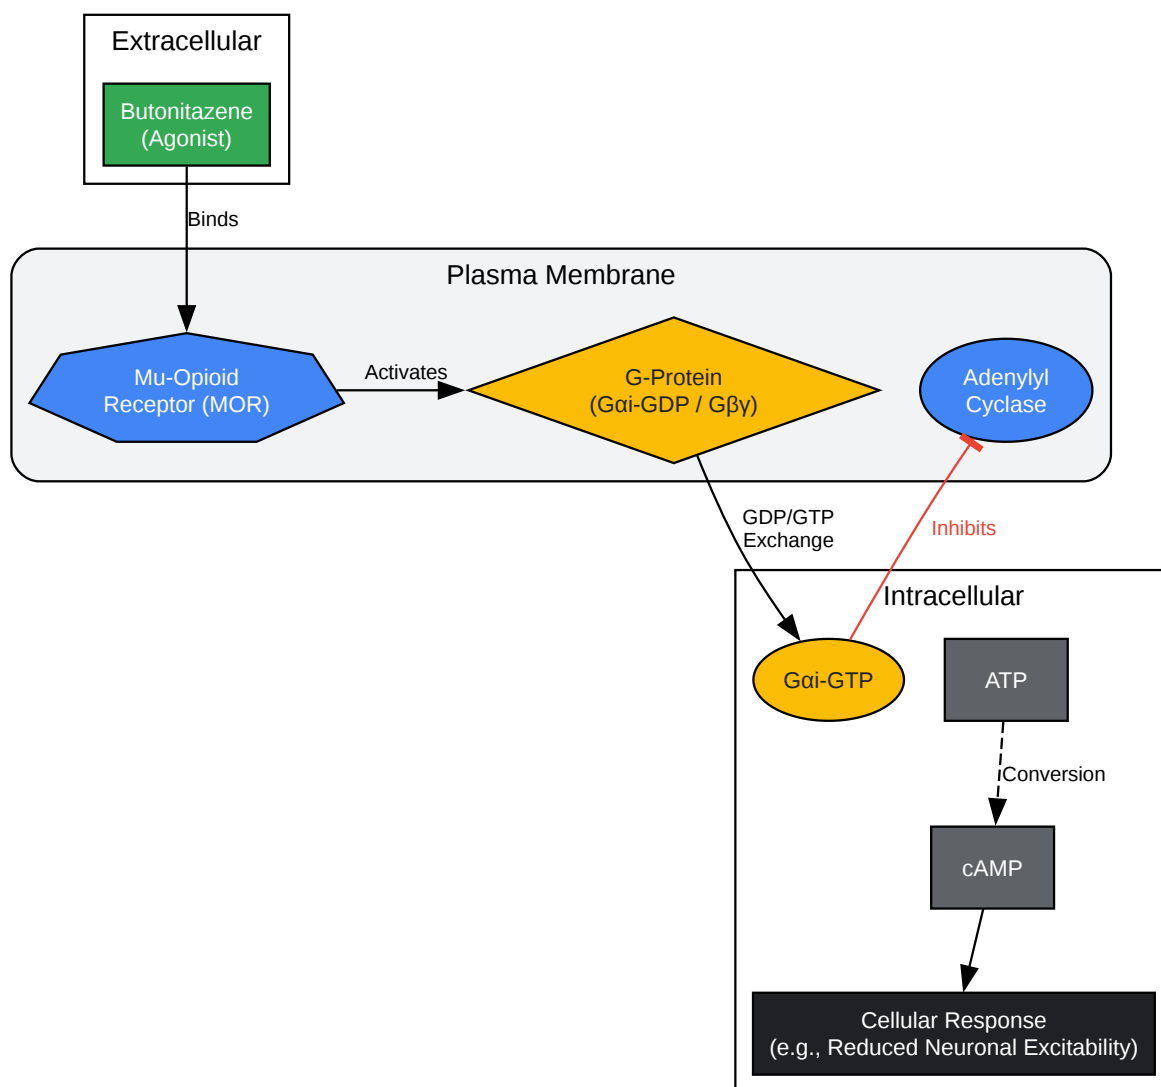 Extracellular
Butonitazene
(Agonist)
Binds
Plasma Membrane
Mu-Opioid
Receptor (MOR)
Activates
G-Protein
(Gαi-GDP / Gβγ)
Adenylyl
Cyclase
GDP/GTP
Exchange
Inhibits
Intracellular
Gαi-GTP
ATP
Conversion
cAMP
Cellular Response
(e.g., Reduced Neuronal Excitability)